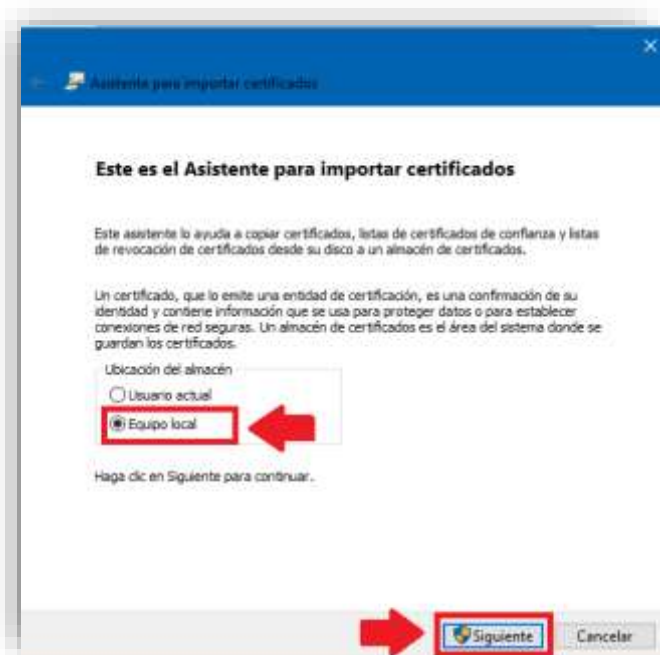 Asistente para importar certificados
Este es el Asistente para importar certificados
Este asistente lo ayuda a copiar certificados, listas de certificados de confianza y listas
de revocación de certificados desde su disco a un almacén de certificados.
Un certificado, que lo emite una entidad de certificación, es una confirmación de su
identidad y contiene información que se usa para proteger datos o para establecer
conexiones de red seguras. Un almacén de certificados es el área del sistema donde se
guardan los certificados.
Ubicación del almacén
Usuario actual
Equipo local
Haga clic en Siguiente para continuar.
Siguiente Cancelar